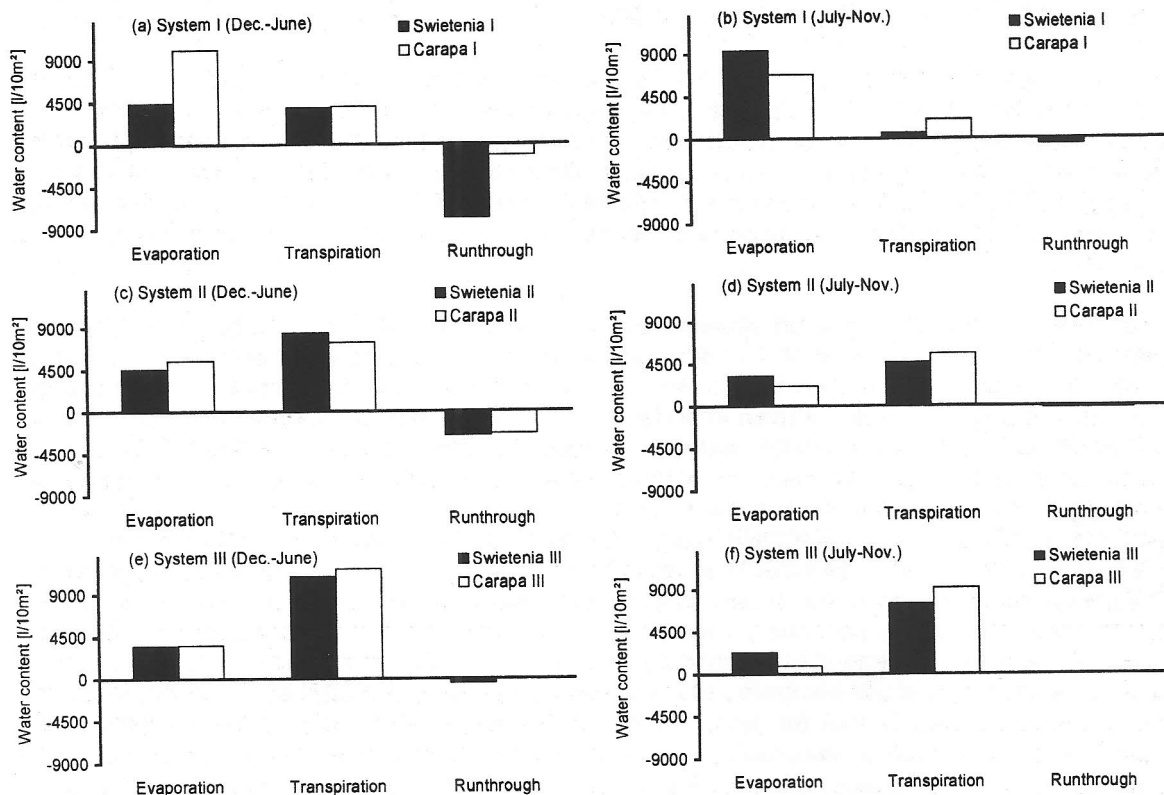 (a) System I (Dec.-June)
Swietenia I
Carapa I
Water content [l/10m²]
9000
4500
0
-4500
-9000
Evaporation
Transpiration
Runthrough
(b) System I (July-Nov.)
Swietenia I
Carapa I
Water content [l/10m²]
9000
4500
0
-4500
-9000
Evaporation
Transpiration
Runthrough
(c) System II (Dec.-June)
Swietenia II
Carapa II
Water content [l/10m²]
9000
4500
0
-4500
-9000
Evaporation
Transpiration
Runthrough
(d) System II (July-Nov.)
Swietenia II
Carapa II
Water content [l/10m²]
9000
4500
0
-4500
-9000
Evaporation
Transpiration
Runthrough
(e) System III (Dec.-June)
Swietenia III
Carapa III
Water content [l/10m²]
9000
4500
0
-4500
-9000
Evaporation
Transpiration
Runthrough
(f) System III (July-Nov.)
Swietenia III
Carapa III
Water content [l/10m²]
9000
4500
0
-4500
-9000
Evaporation
Transpiration
Runthrough